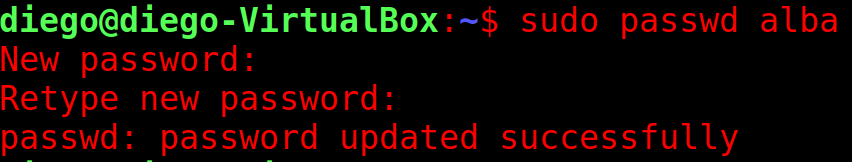 diego@diego-VirtualBox:~$ sudo passwd alba
New password:
Retype new password:
passwd: password updated successfully